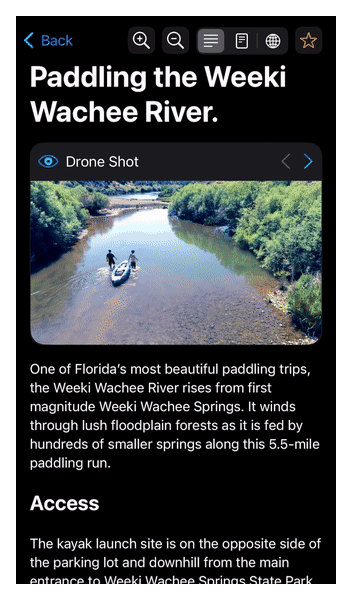 Back
Paddling the Weeki
Wachee River.
Drone Shot
One of Florida’s most beautiful paddling trips,
the Weeki Wachee River rises from first
magnitude Weeki Wachee Springs. It winds
through lush floodplain forests as it is fed by
hundreds of smaller springs along this 5.5-mile
paddling run.
Access
The kayak launch site is on the opposite side of
the parking lot and downhill from the main
entrance to Weeki Wachee Springs State Park